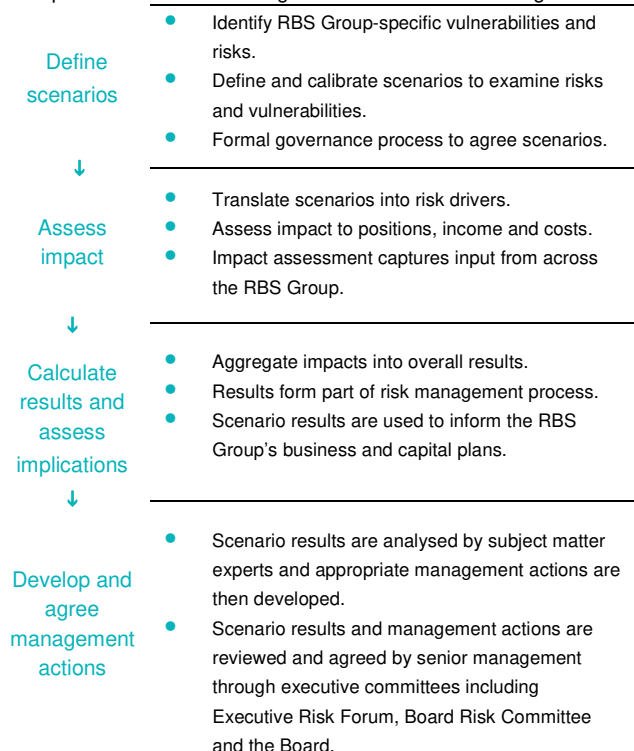 Define
scenarios
● Identify RBS Group-specific vulnerabilities and
risks.
● Define and calibrate scenarios to examine risks
and vulnerabilities.
● Formal governance process to agree scenarios.
↓
Assess
impact
● Translate scenarios into risk drivers.
● Assess impact to positions, income and costs.
● Impact assessment captures input from across
the RBS Group.
↓
Calculate
results and
assess
implications
● Aggregate impacts into overall results.
● Results form part of risk management process.
● Scenario results are used to inform the RBS
Group's business and capital plans.
↓
Develop and
agree
management
actions
● Scenario results are analysed by subject matter
experts and appropriate management actions are
then developed.
● Scenario results and management actions are
reviewed and agreed by senior management
through executive committees including
Executive Risk Forum, Board Risk Committee
and the Board.